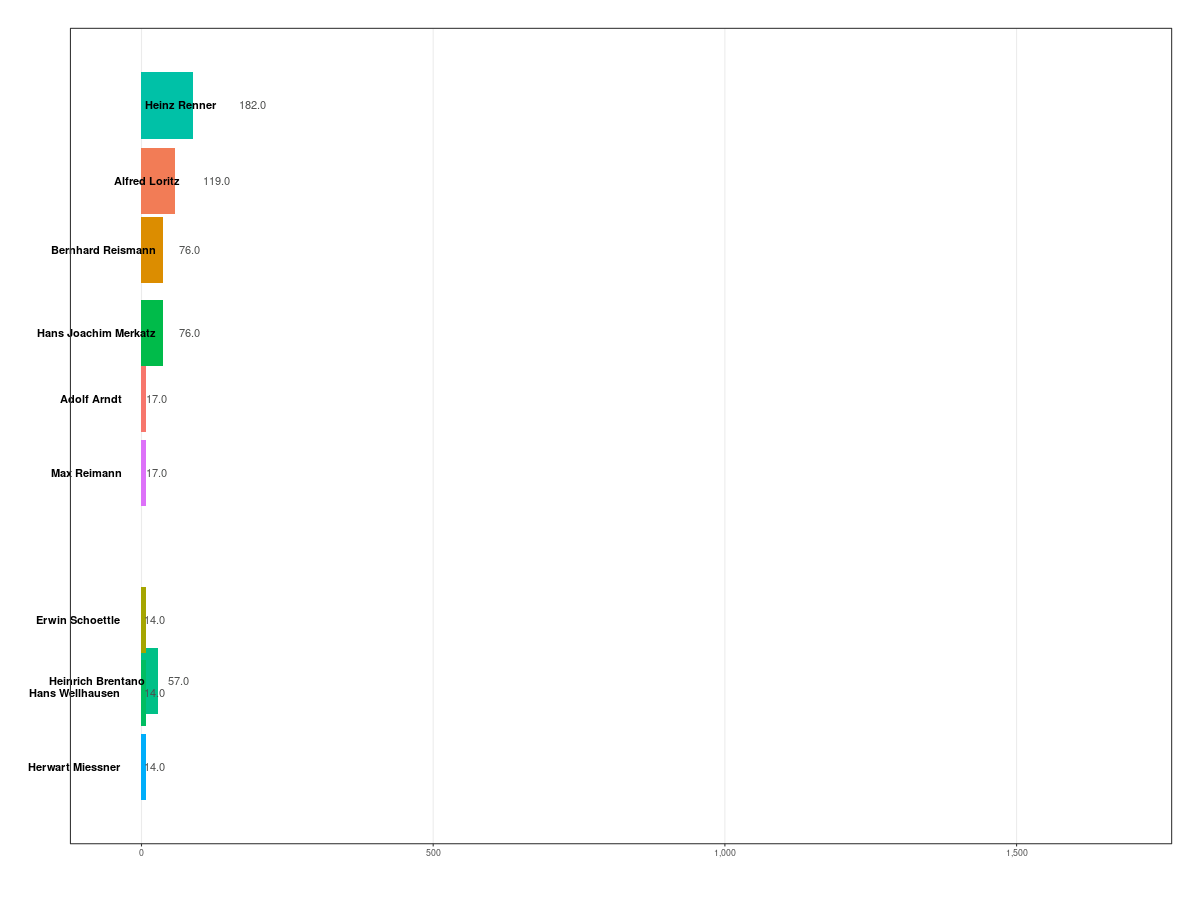 Heinz Renner 182.0
Alfred Loritz 119.0
Bernhard Reismann 76.0
Hans Joachim Merkatz 76.0
Adolf Arndt 17.0
Max Reimann 17.0
Erwin Schoettle 14.0
Heinrich Brentano 57.0
Hans Wellhausen 14.0
Herwart Miessner 14.0
0 500 1,000 1,500